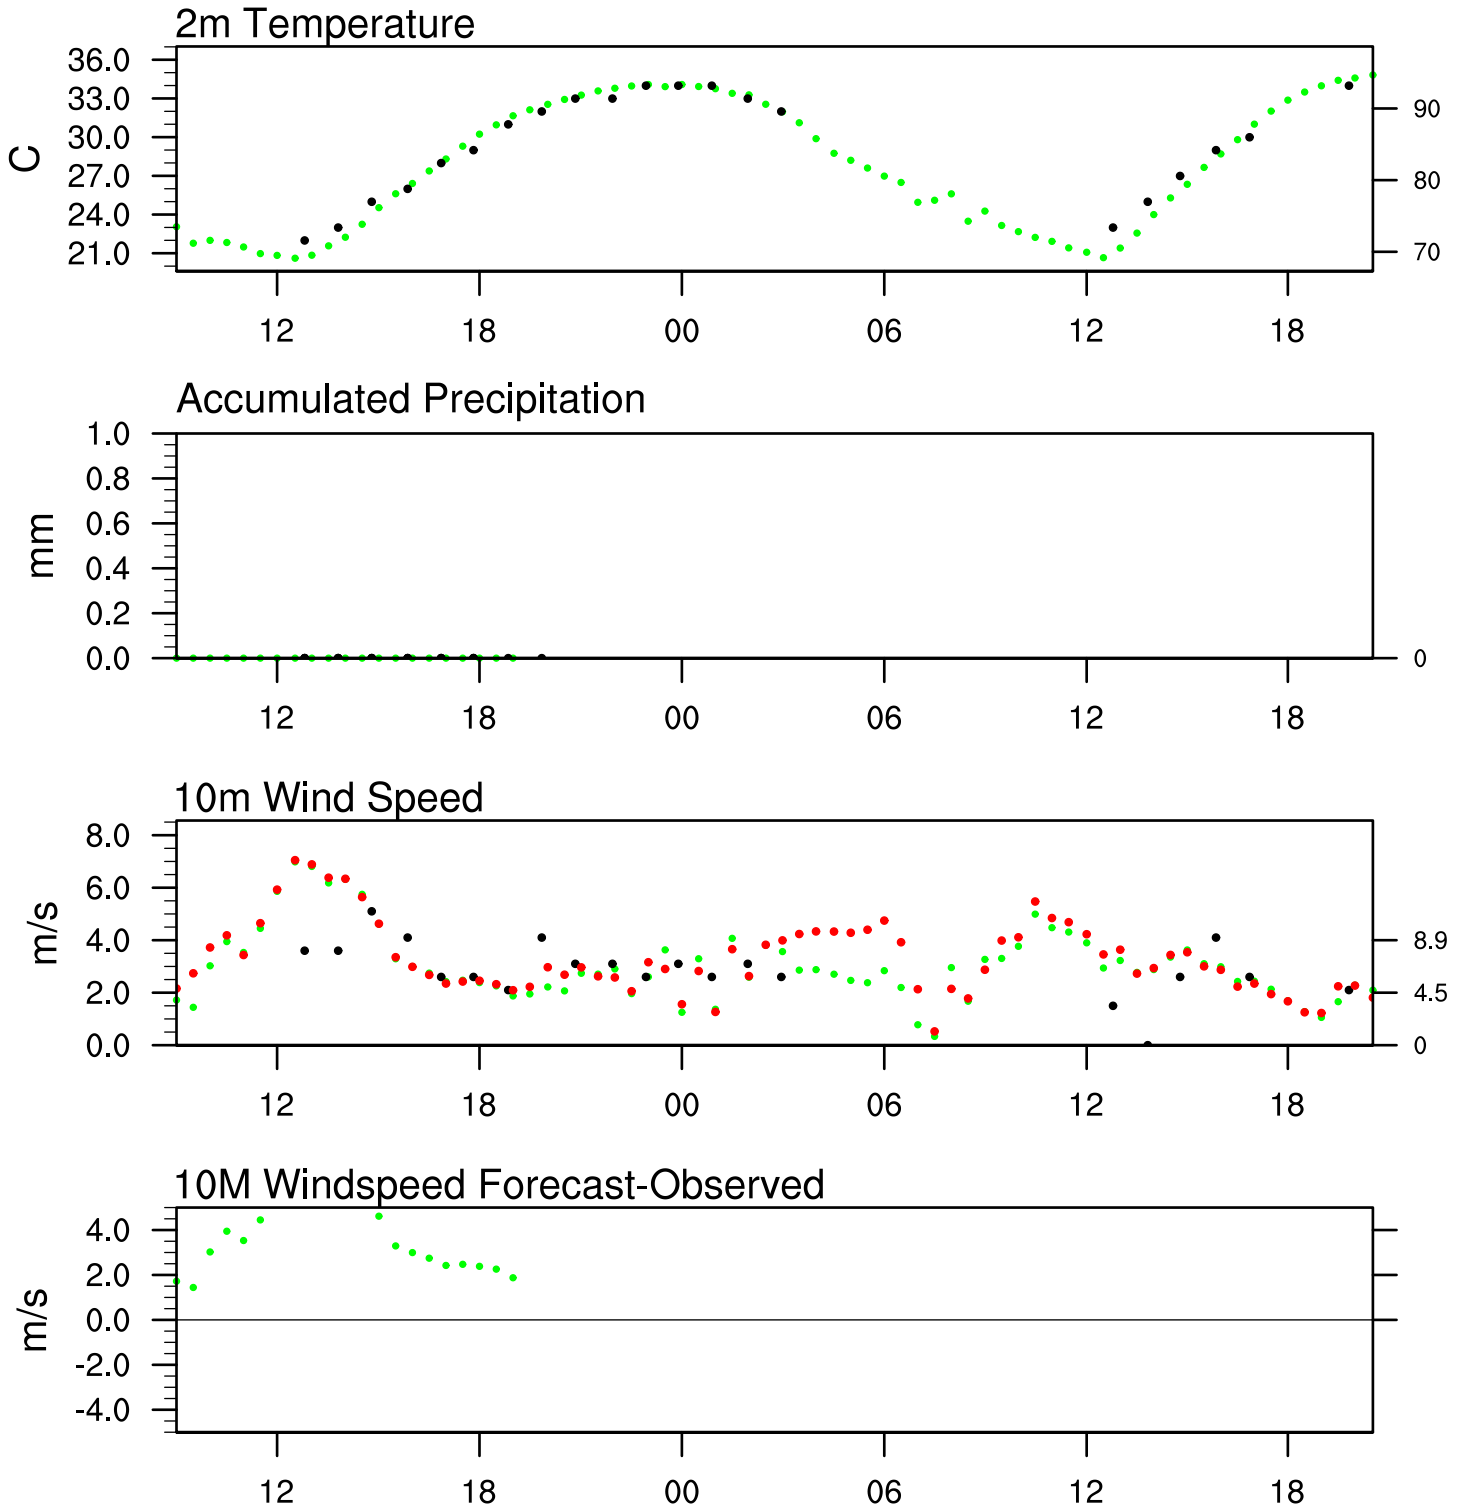 2m Temperature
36.0
33.0
30.0
27.0
24.0
21.0
C
90
80
70
12 18 00 06 12 18
Accumulated Precipitation
1.0
0.8
0.6
0.4
0.2
0.0
mm
0
12 18 00 06 12 18
10m Wind Speed
8.0
6.0
4.0
2.0
0.0
m/s
8.9
4.5
0
12 18 00 06 12 18
10M Windspeed Forecast-Observed
4.0
2.0
0.0
-2.0
-4.0
m/s
12 18 00 06 12 18